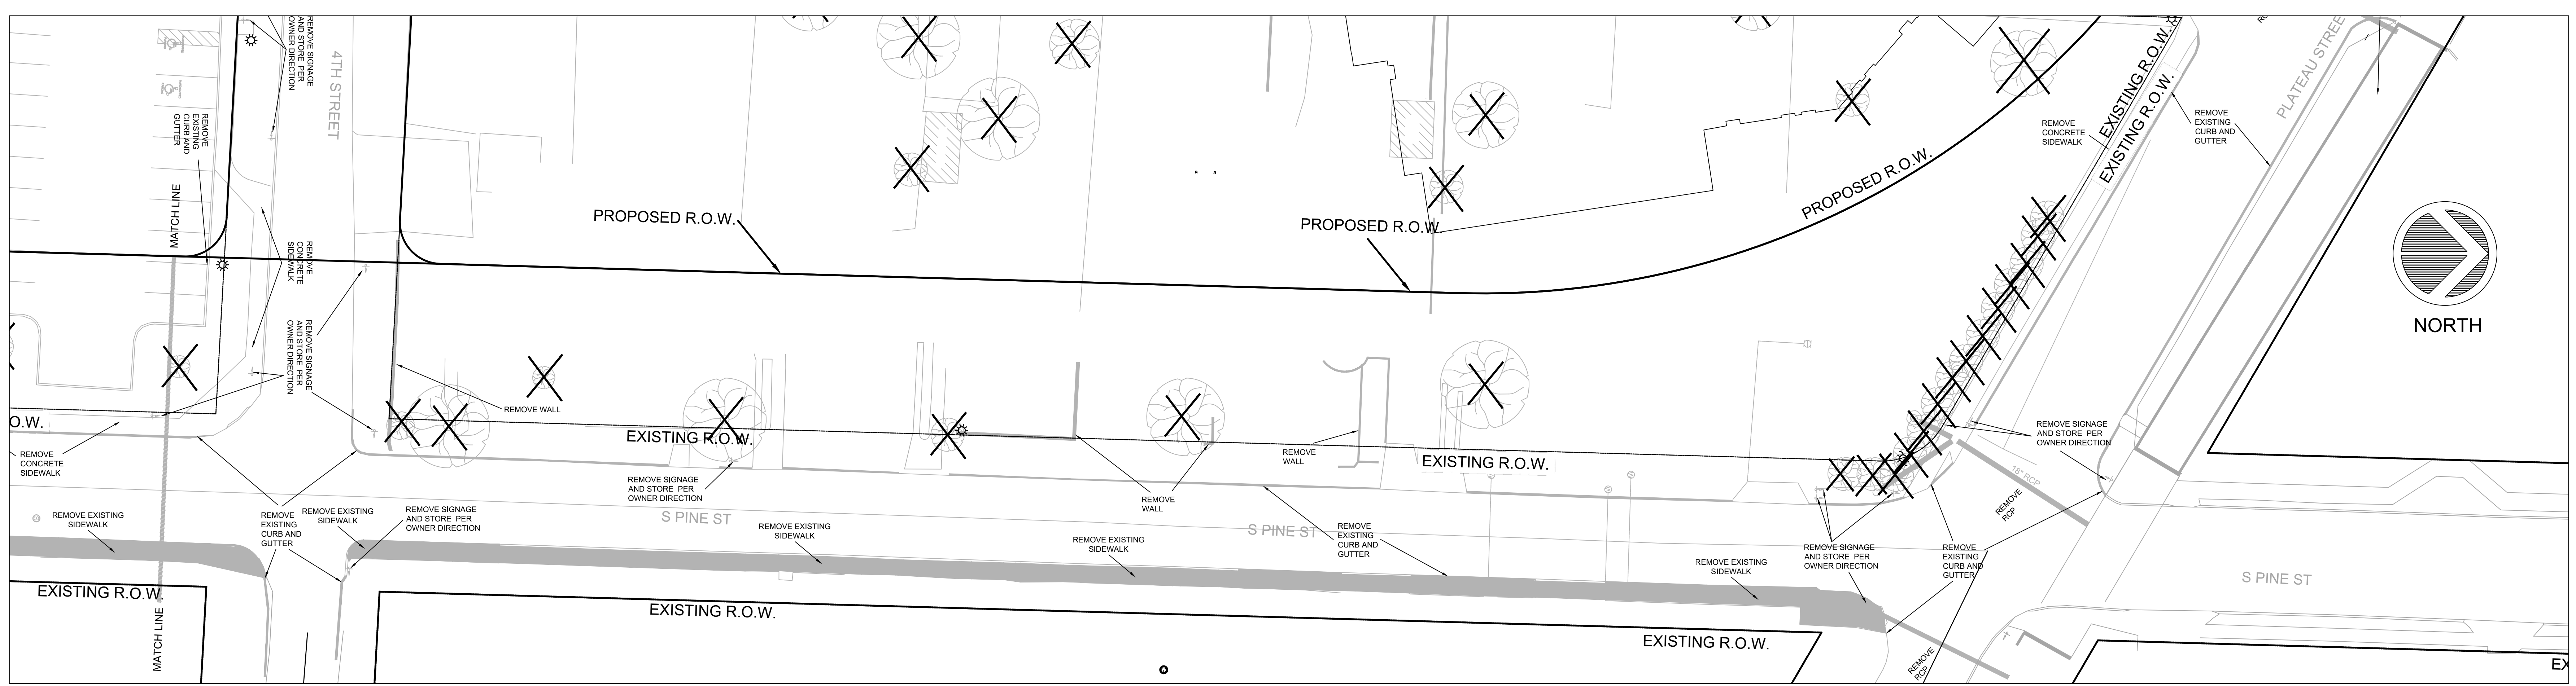 REMOVE SIGNAGE
AND STORE PER
OWNER DIRECTION
4TH STREET
REMOVE
EXISTING
CURB AND
GUTTER
MATCH LINE
REMOVE
CONCRETE
SIDEWALK
REMOVE SIGNAGE
AND STORE PER
OWNER DIRECTION
PROPOSED R.O.W.
PROPOSED R.O.W.
PROPOSED R.O.W.
EXISTING R.O.W.
EXISTING R.O.W.
REMOVE
CONCRETE
SIDEWALK
REMOVE
EXISTING
CURB AND
GUTTER
PLATEAU STREE
NORTH
O.W.
REMOVE
CONCRETE
SIDEWALK
REMOVE WALL
EXISTING R.O.W.
REMOVE SIGNAGE
AND STORE PER
OWNER DIRECTION
REMOVE
WALL
REMOVE
WALL
EXISTING R.O.W.
REMOVE SIGNAGE
AND STORE PER
OWNER DIRECTION
18" RCP
REMOVE
RCP
REMOVE EXISTING
SIDEWALK
REMOVE
EXISTING
CURB AND
GUTTER
REMOVE EXISTING
SIDEWALK
REMOVE SIGNAGE
AND STORE PER
OWNER DIRECTION
S PINE ST
REMOVE EXISTING
SIDEWALK
REMOVE EXISTING
SIDEWALK
S PINE ST
REMOVE
EXISTING
CURB AND
GUTTER
REMOVE EXISTING
SIDEWALK
REMOVE SIGNAGE
AND STORE PER
OWNER DIRECTION
REMOVE
EXISTING
CURB AND
GUTTER
S PINE ST
EXISTING R.O.W.
MATCH LINE
EXISTING R.O.W.
EXISTING R.O.W.
REMOVE
RCP
EX